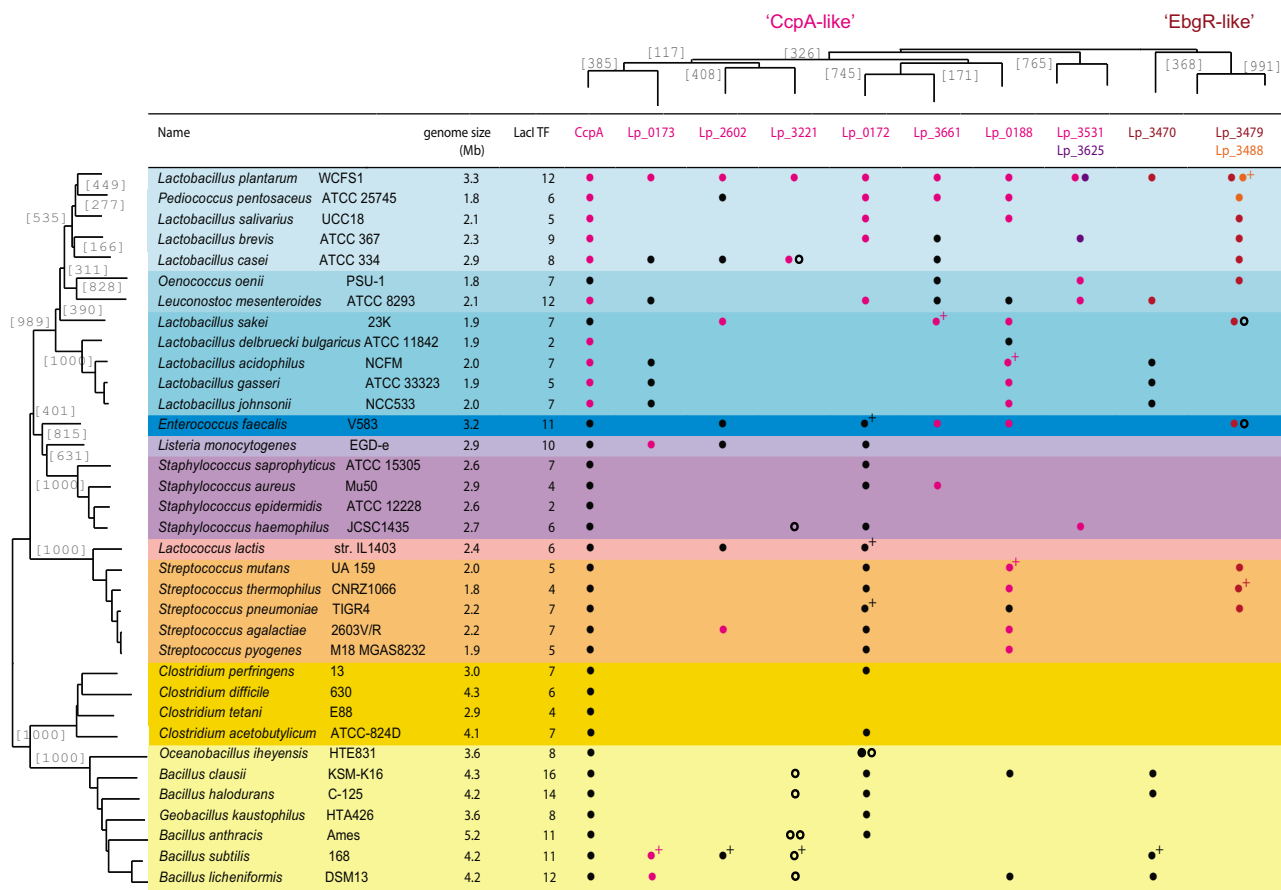 'CcpA-like' 'EbgR-like'
[117] [326]
[385] [765] [368]
[408] [745] [171] [991]
Name genome size LacI TF CcpA Lp_0173 Lp_2602 Lp_3221 Lp_0172 Lp_3661 Lp_0188 Lp_3531 Lp_3470 Lp_3479
(Mb) Lp_3625 Lp_3488
Lactobacillus plantarum WCFS1 3.3 12 +
[449]
Pediococcus pentosaceus ATCC 25745 1.8 6
[277]
Lactobacillus salivarius UCC18 2.1 5
[535]
Lactobacillus brevis ATCC 367 2.3 9
[166]
Lactobacillus casei ATCC 334 2.9 8
[311]
Oenococcus oenii PSU-1 1.8 7
[828]
Leuconostoc mesenteroides ATCC 8293 2.1 12
[390]
[989] Lactobacillus sakei 23K 1.9 7 +
Lactobacillus delbruecki bulgaricus ATCC 11842 1.9 2
[1000] Lactobacillus acidophilus NCFM 2.0 7 +
Lactobacillus gasseri ATCC 33323 1.9 5
Lactobacillus johnsonii NCC533 2.0 7
[401]
Enterococcus faecalis V583 3.2 11 +
[815]
Listeria monocytogenes EGD-e 2.9 10
[631]
Staphylococcus saprophyticus ATCC 15305 2.6 7
[1000] Staphylococcus aureus Mu50 2.9 4
Staphylococcus epidermidis ATCC 12228 2.6 2
Staphylococcus haemophilus JCSC1435 2.7 6
[1000] Lactococcus lactis str. IL1403 2.4 6 +
Streptococcus mutans UA 159 2.0 5 +
Streptococcus thermophilus CNRZ1066 1.8 4 +
Streptococcus pneumoniae TIGR4 2.2 7 +
Streptococcus agalactiae 2603V/R 2.2 7
Streptococcus pyogenes M18 MGAS8232 1.9 5
Clostridium perfringens 13 3.0 7
Clostridium difficile 630 4.3 6
Clostridium tetani E88 2.9 4
[1000] Clostridium acetobutylicum ATCC-824D 4.1 7
Oceanobacillus iheyensis HTE831 3.6 8
[1000] Bacillus clausii KSM-K16 4.3 16
Bacillus halodurans C-125 4.2 14
Geobacillus kaustophilus HTA426 3.6 8
Bacillus anthracis Ames 5.2 11
Bacillus subtilis 168 4.2 11 + + + +
Bacillus licheniformis DSM13 4.2 12